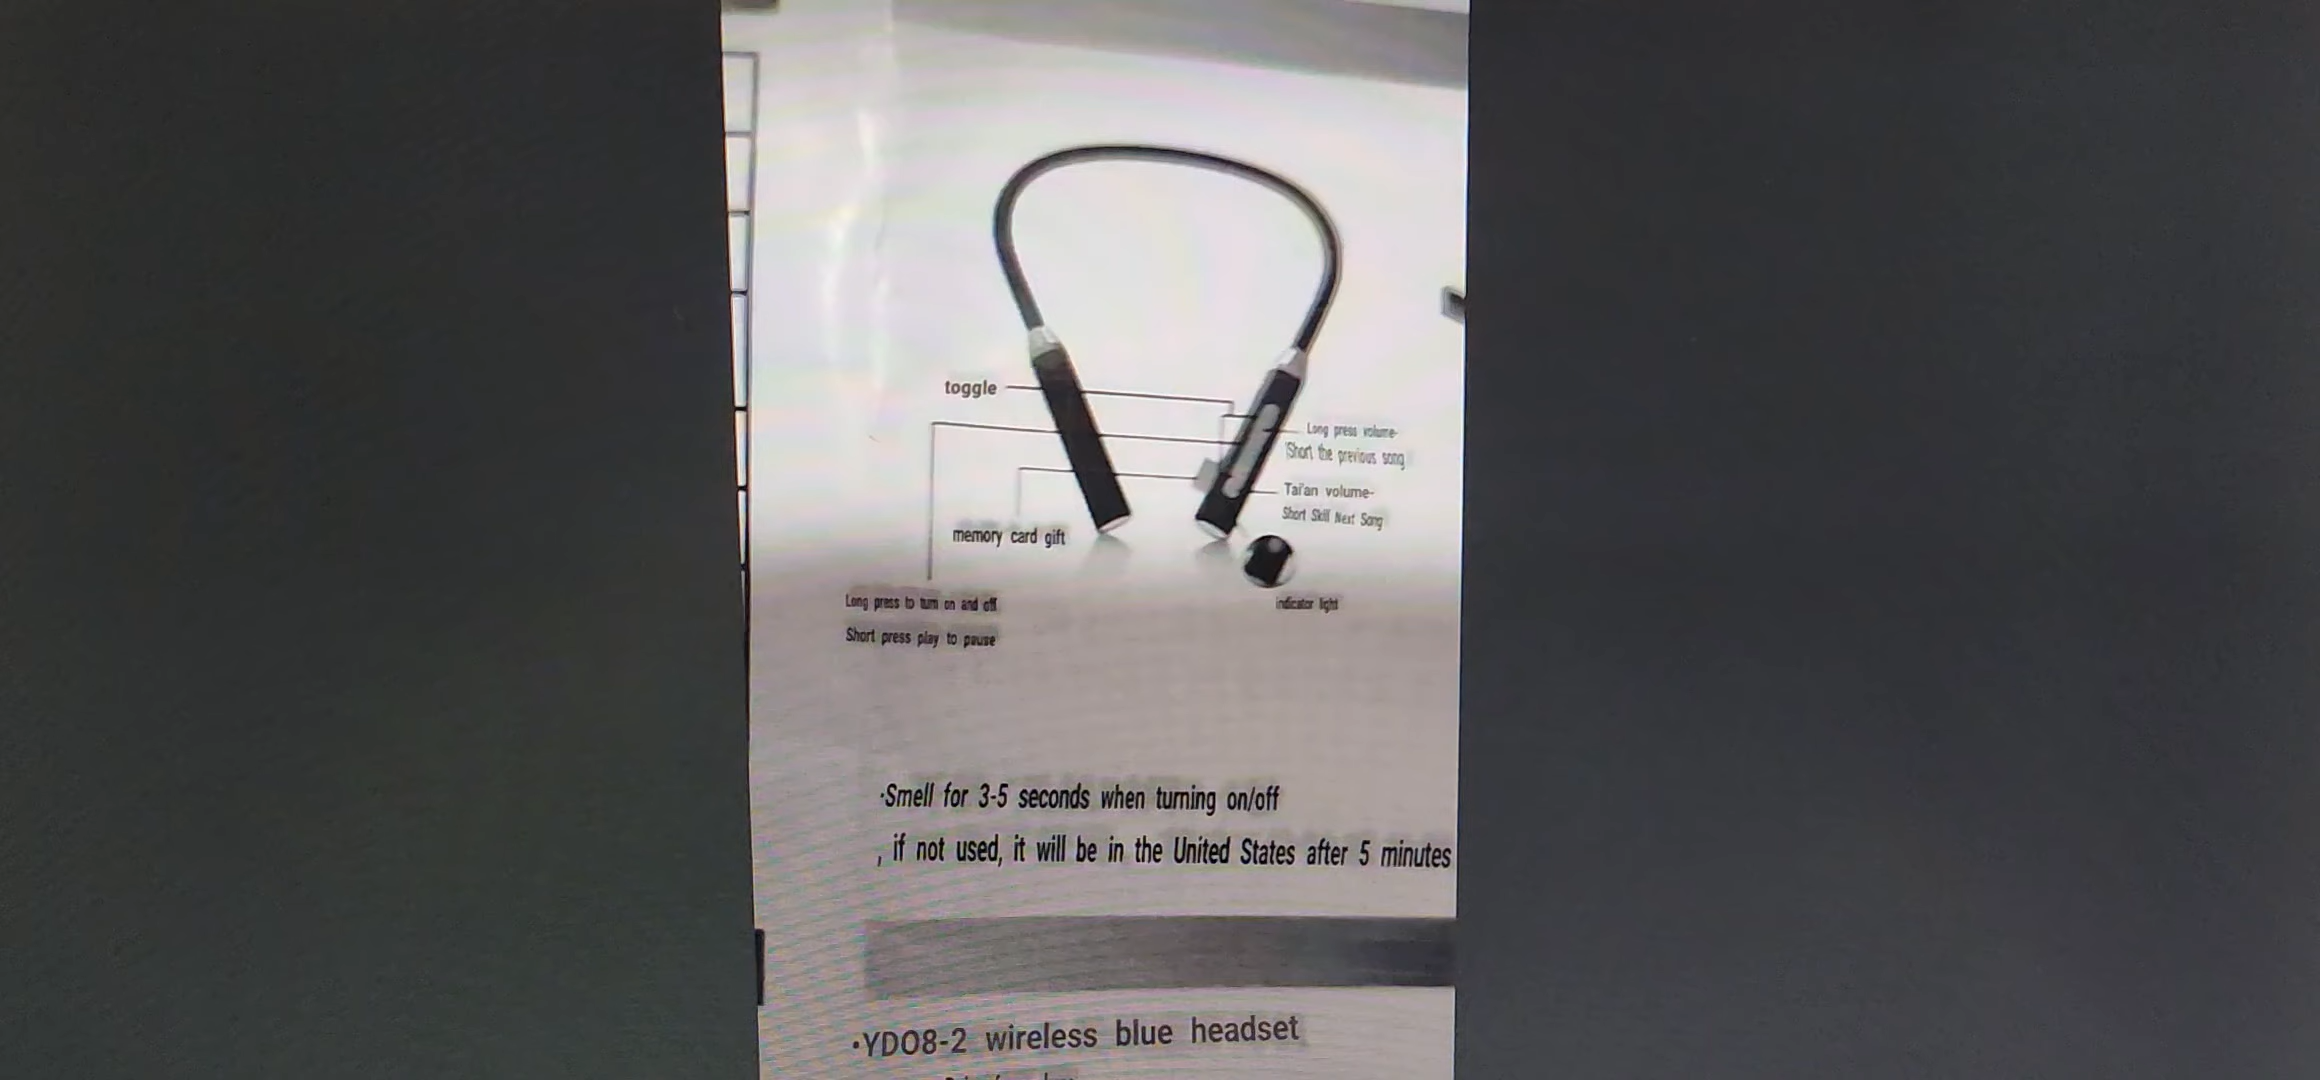 toggle
Long press volume-
Short the previous song
Tai'an volume-
Short Skill Next Song
memory card gift
Long press to turn on and off
Short press play to pause
indicator light
·Smell for 3-5 seconds when turning on/off
, if not used, it will be in the United States after 5 minutes
·YD08-2 wireless blue headset